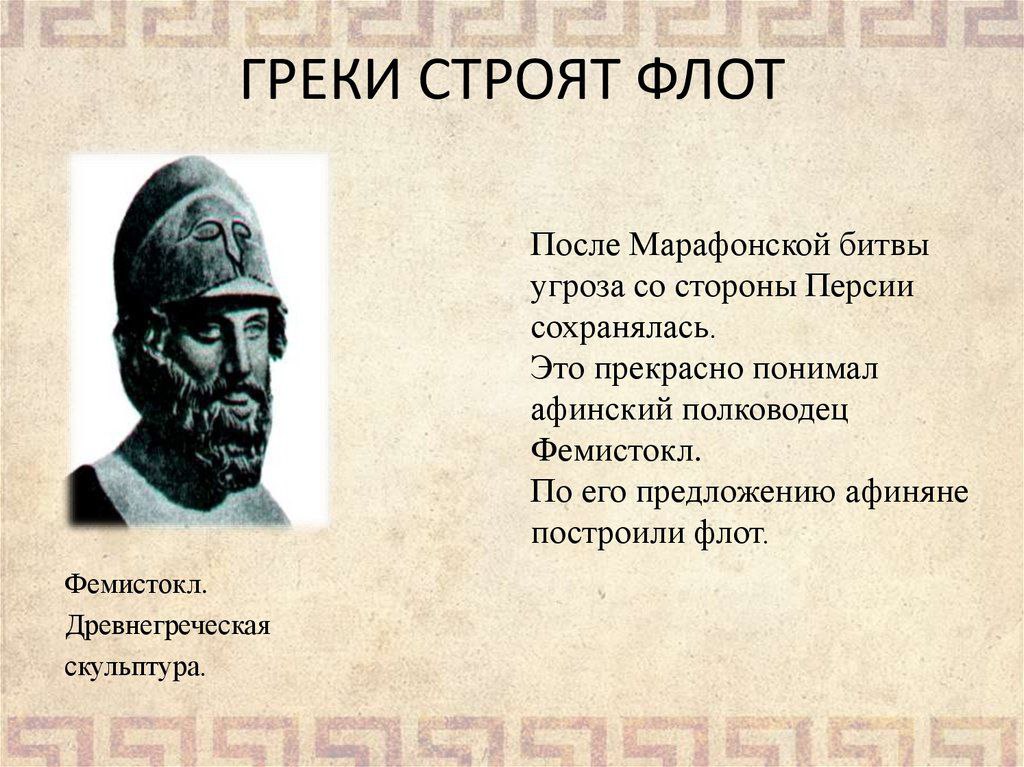 ГРЕКИ СТРОЯТ ФЛОТ
После Марафонской битвы
угроза со стороны Персии
сохранялась.
Это прекрасно понимал
афинский полководец
Фемистокл.
По его предложению афиняне
построили флот.
Фемистокл.
Древнегреческая
скульптура.